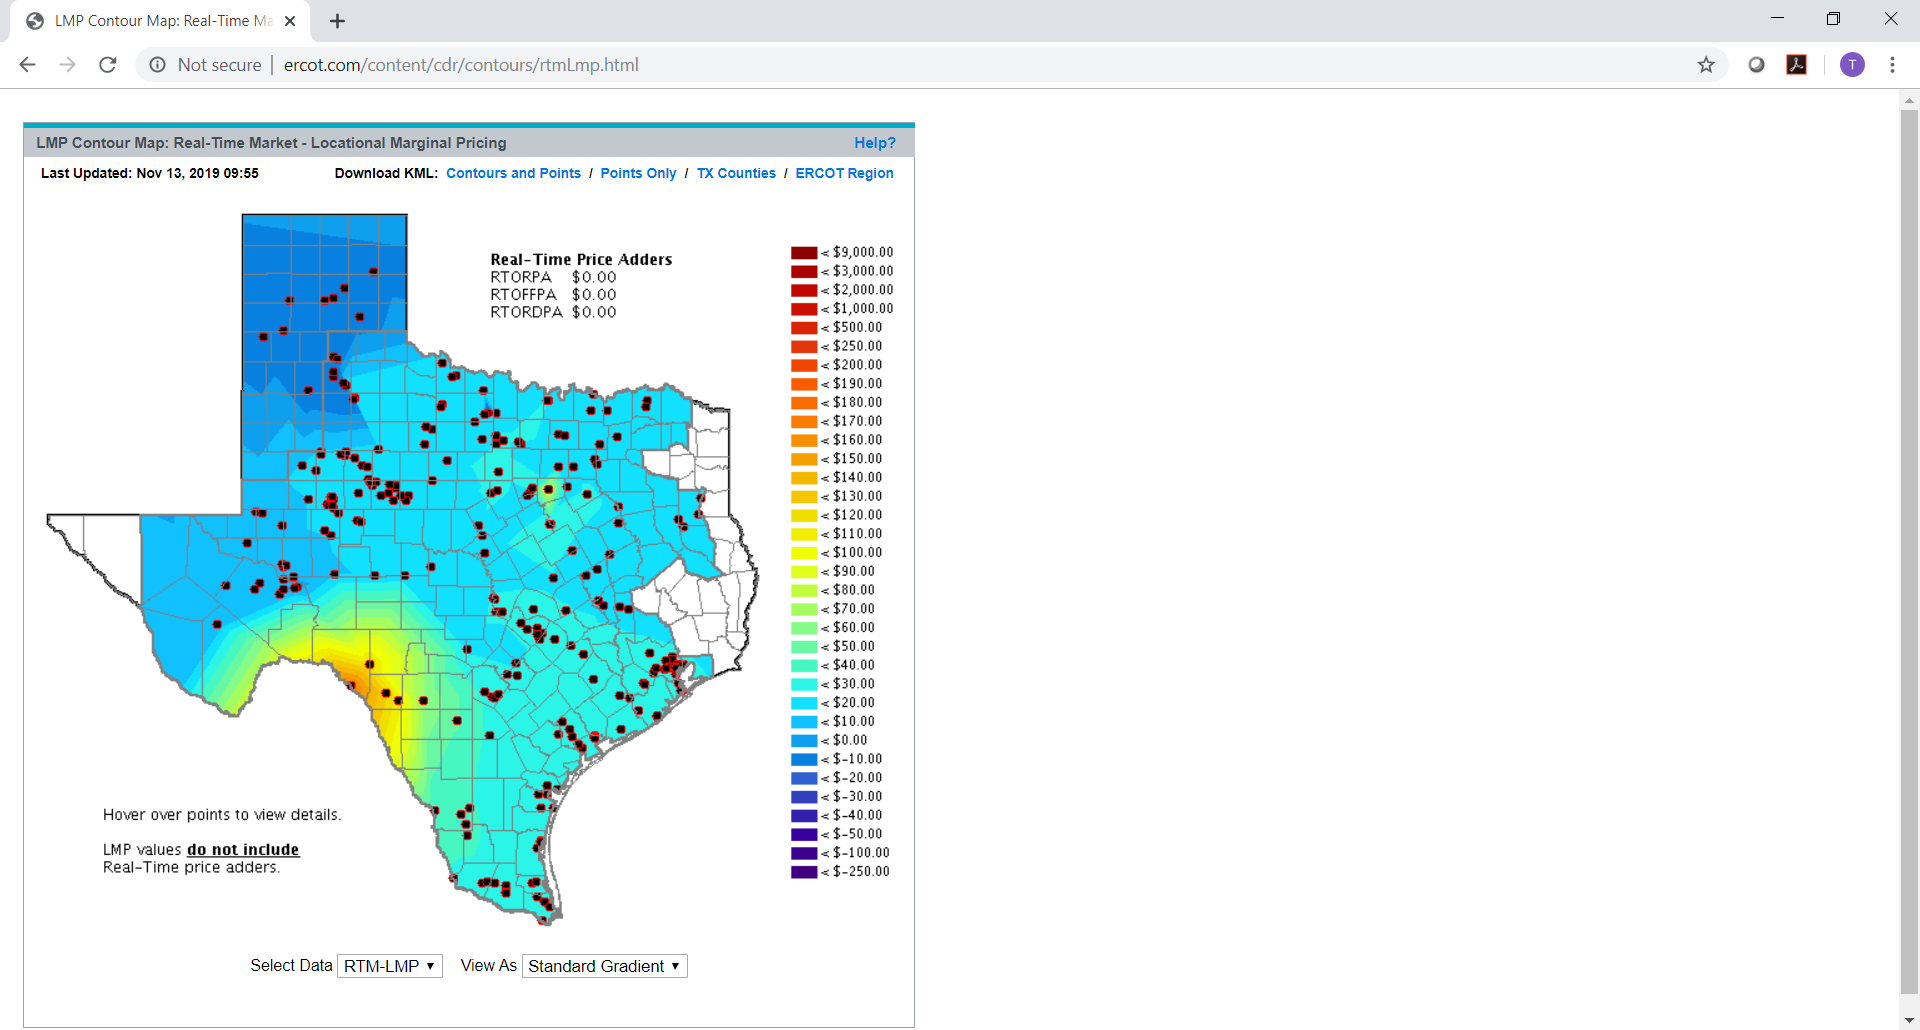 LMP Contour Map: Real-Time Ma
Not secure | ercot.com/content/cdr/contours/rtmLmp.html
T
LMP Contour Map: Real-Time Market - Locational Marginal Pricing
Help?
Last Updated: Nov 13, 2019 09:55
Download KML: Contours and Points / Points Only / TX Counties / ERCOT Region
Real-Time Price Adders
RTORPA $0.00
RTOFFPA $0.00
RTORDPA $0.00
< $9,000.00
< $3,000.00
< $2,000.00
< $1,000.00
< $500.00
< $250.00
< $200.00
< $190.00
< $180.00
< $170.00
< $160.00
< $150.00
< $140.00
< $130.00
< $120.00
< $110.00
< $100.00
< $90.00
< $80.00
< $70.00
< $60.00
< $50.00
< $40.00
< $30.00
< $20.00
< $10.00
< $0.00
< $-10.00
< $-20.00
< $-30.00
< $-40.00
< $-50.00
< $-100.00
< $-250.00
Hover over points to view details.
LMP values do not include
Real-Time price adders.
Select Data RTM-LMP
View As Standard Gradient